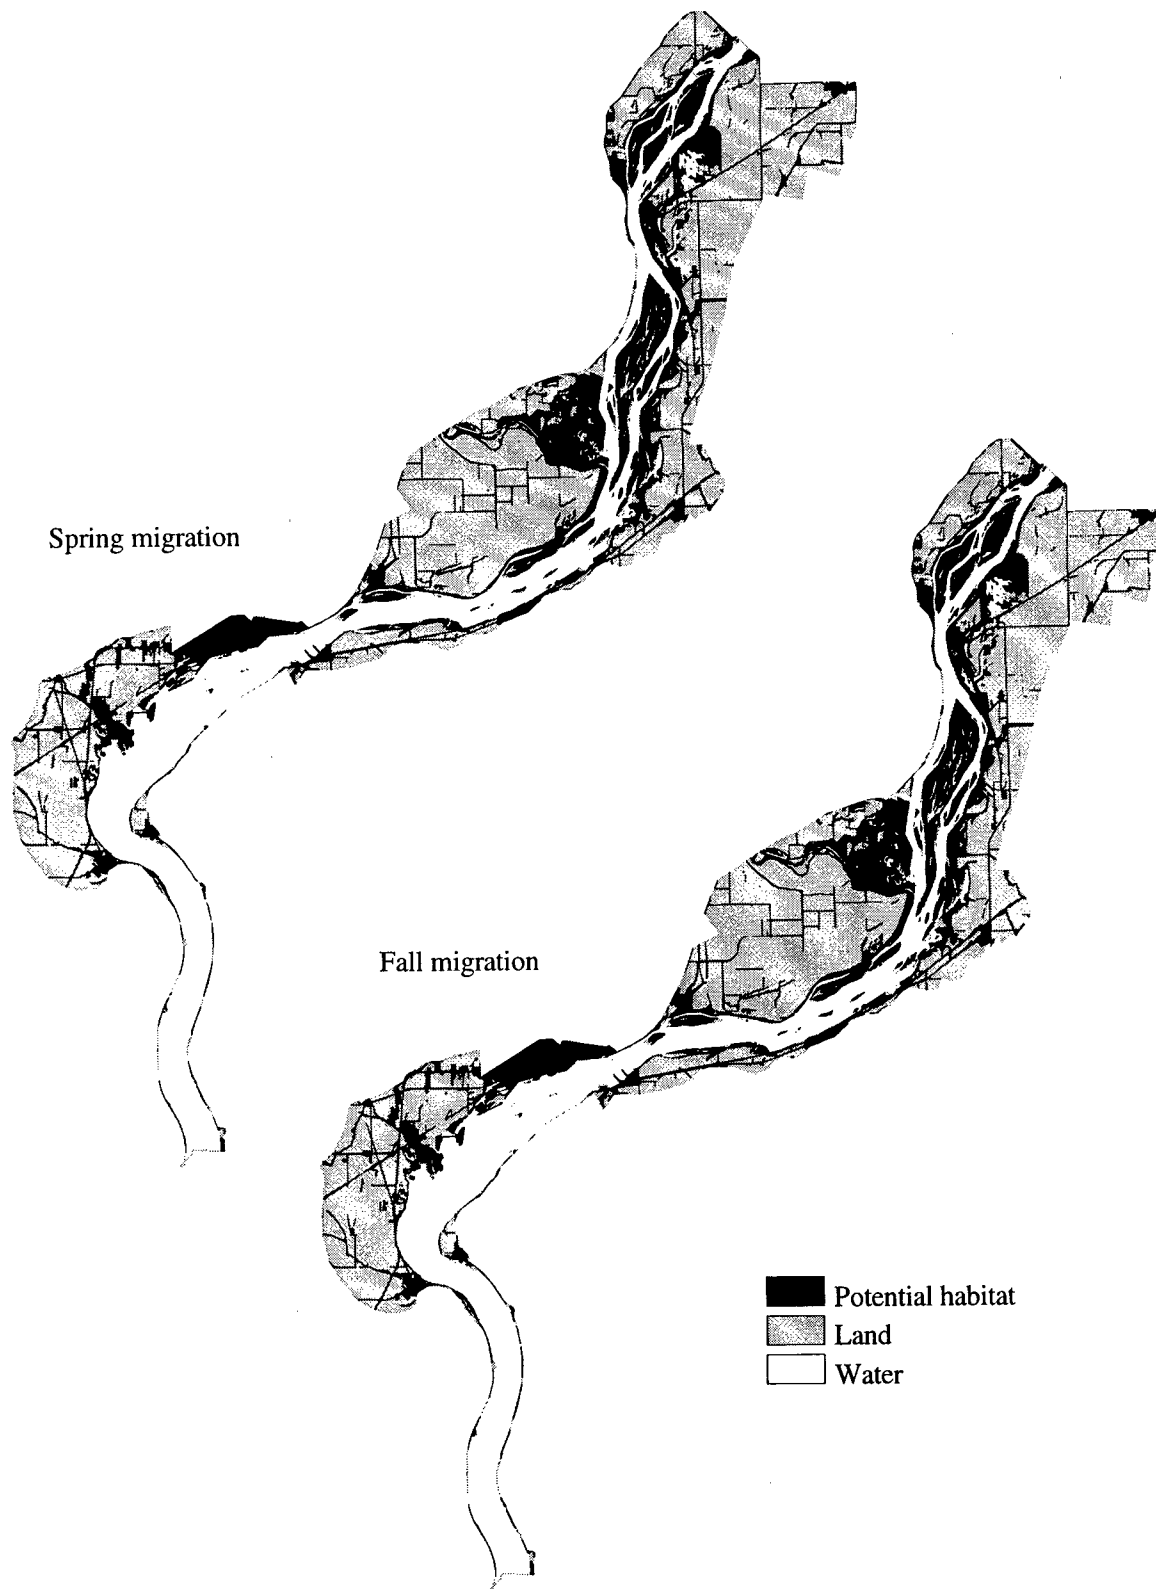 Spring migration
Fall migration
Potential habitat
Land
Water